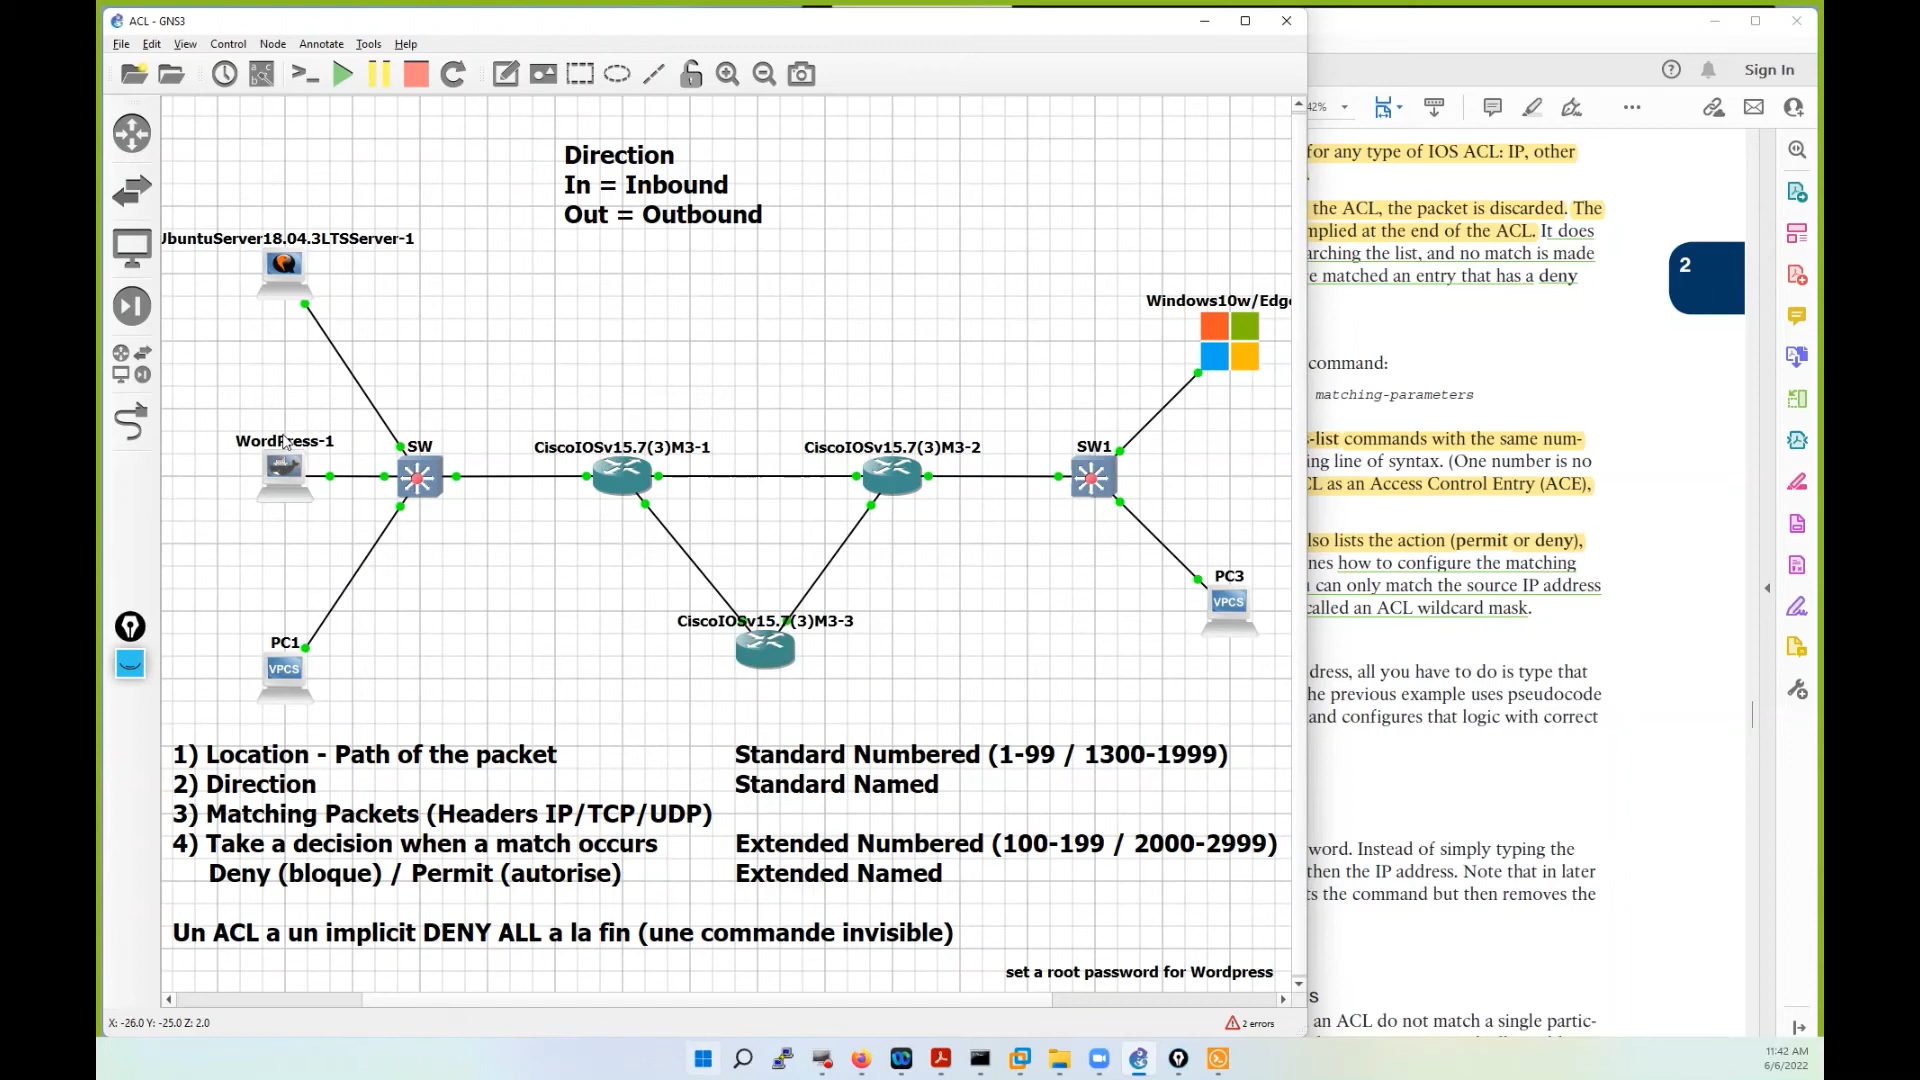 ACL - GNS3
File Edit View Control Node Annotate Tools Help
Sign In
42%
Direction
In = Inbound
Out = Outbound
UbuntuServer18.04.3LTSServer-1
Windows10w/Edge
WordPress-1
SW
CiscoIOSv15.7(3)M3-1
CiscoIOSv15.7(3)M3-2
SW1
PC3
VPCS
CiscoIOSv15.7(3)M3-3
PC1
VPCS
1) Location - Path of the packet
2) Direction
3) Matching Packets (Headers IP/TCP/UDP)
4) Take a decision when a match occurs
Deny (bloque) / Permit (autorise)
Standard Numbered (1-99 / 1300-1999)
Standard Named
Extended Numbered (100-199 / 2000-2999)
Extended Named
Un ACL a un implicit DENY ALL a la fin (une commande invisible)
set a root password for Wordpress
X: -26.0 Y: -25.0 Z: 2.0
2 errors
for any type of IOS ACL: IP, other
the ACL, the packet is discarded. The
mplied at the end of the ACL. It does
arching the list, and no match is made
e matched an entry that has a deny
2
command:
matching-parameters
s-list commands with the same num-
ing line of syntax. (One number is no
CL as an Access Control Entry (ACE),
lso lists the action (permit or deny),
nes how to configure the matching
u can only match the source IP address
called an ACL wildcard mask.
dress, all you have to do is type that
he previous example uses pseudocode
and configures that logic with correct
word. Instead of simply typing the
then the IP address. Note that in later
ts the command but then removes the
s
an ACL do not match a single partic-
11:42 AM
6/6/2022